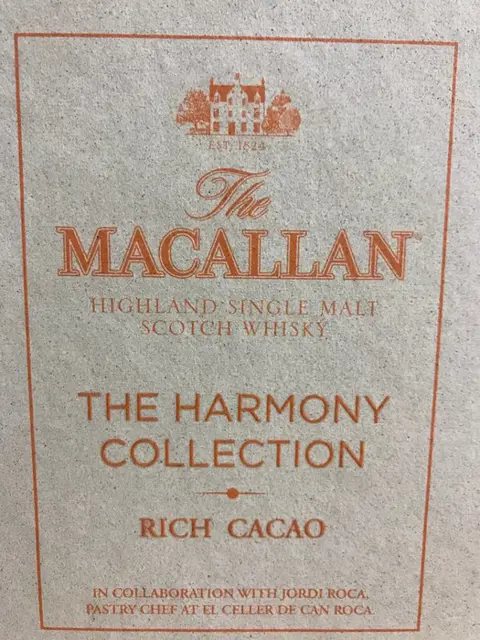 EST. 1824
The
MACALLAN
HIGHLAND SINGLE MALT
SCOTCH WHISKY
THE HARMONY
COLLECTION
RICH CACAO
IN COLLABORATION WITH JORDI ROCA,
PASTRY CHEF AT EL CELLER DE CAN ROCA